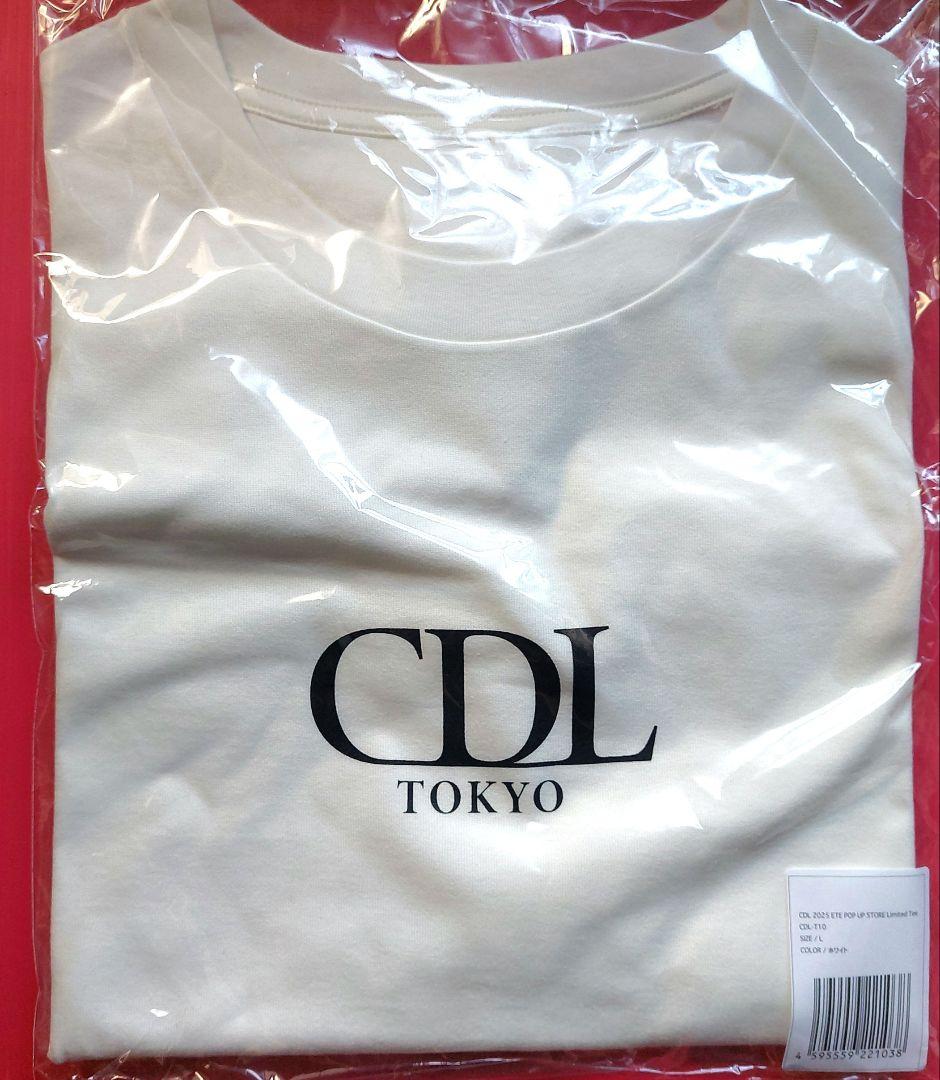 CDL
TOKYO
CDL 2025 ETE POP UP STORE Limited Tee
CDL-T10
SIZE / L
COLOR / ホワイト
4 595559 221038